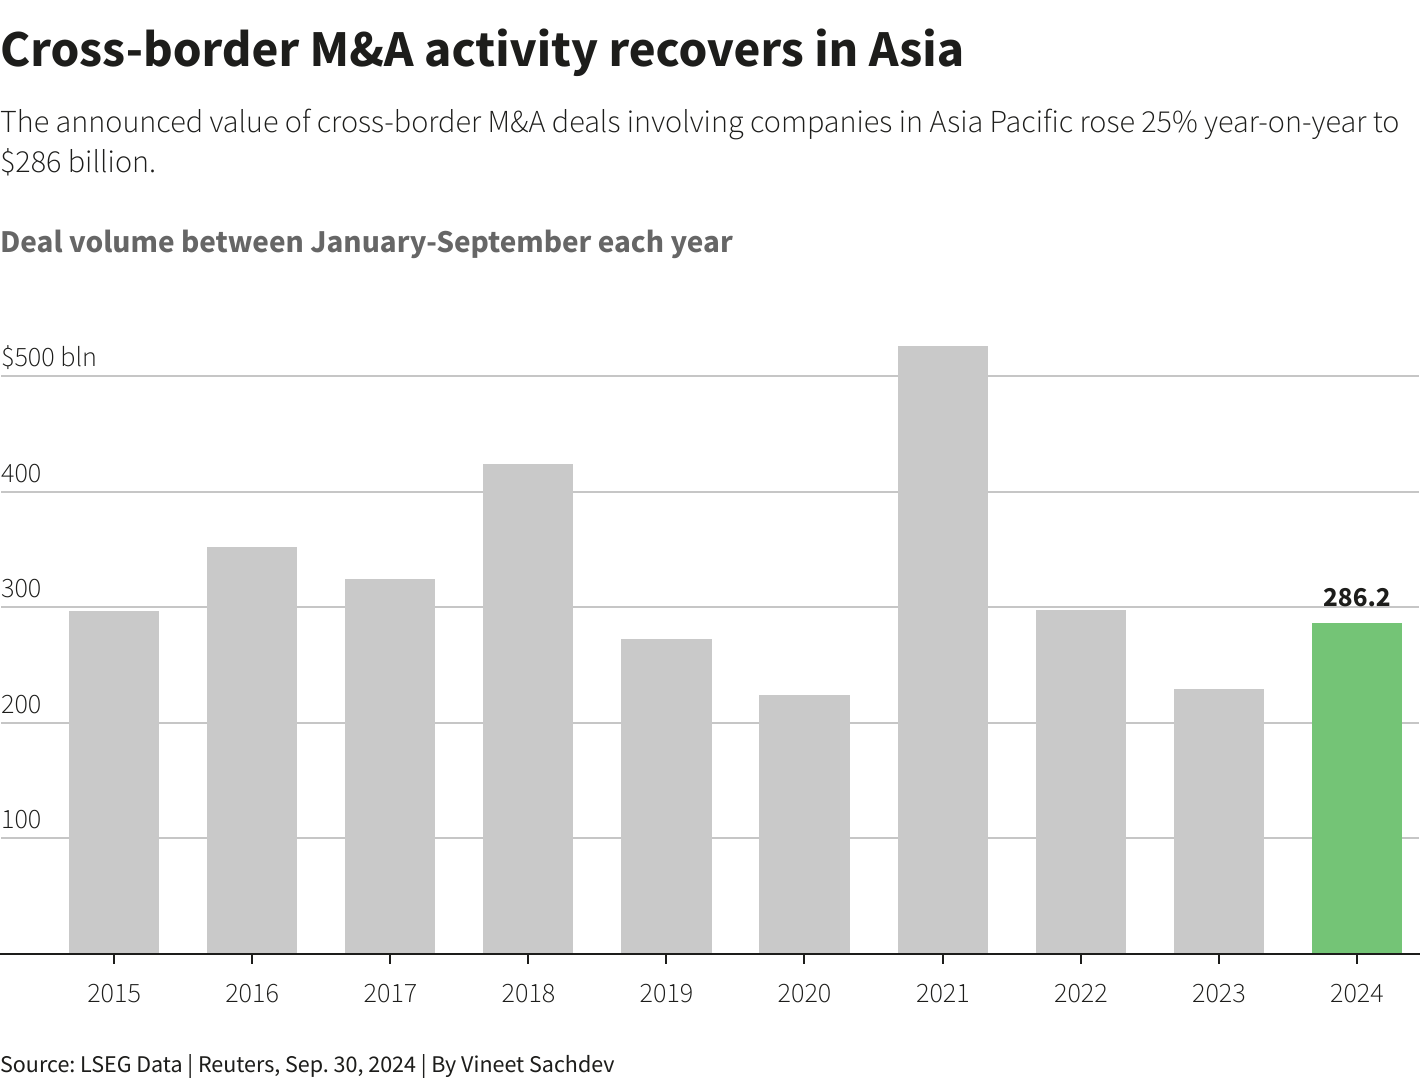 Cross-border M&A activity recovers in Asia
The announced value of cross-border M&A deals involving companies in Asia Pacific rose 25% year-on-year to
$286 billion.
Deal volume between January-September each year
$500 bln
400
300
286.2
200
100
2015 2016 2017 2018 2019 2020 2021 2022 2023 2024
Source: LSEG Data | Reuters, Sep. 30, 2024 | By Vineet Sachdev